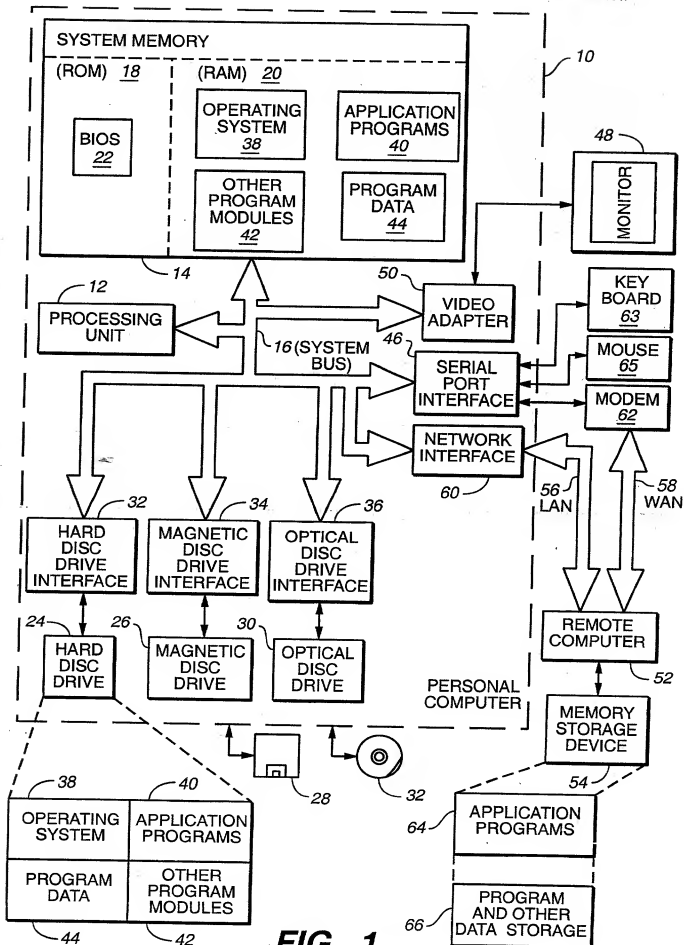 SYSTEM MEMORY
(ROM) 18
(RAM) 20
10
BIOS
22
OPERATING
SYSTEM
38
APPLICATION
PROGRAMS
40
OTHER
PROGRAM
MODULES
42
PROGRAM
DATA
44
48
MONITOR
14
12
PROCESSING
UNIT
50
VIDEO
ADAPTER
KEY
BOARD
63
16 (SYSTEM
BUS)
46
SERIAL
PORT
INTERFACE
MOUSE
65
MODEM
62
NETWORK
INTERFACE
60
56
LAN
58
WAN
32
HARD
DISC
DRIVE
INTERFACE
34
MAGNETIC
DISC
DRIVE
INTERFACE
36
OPTICAL
DISC
DRIVE
INTERFACE
24
HARD
DISC
DRIVE
26
MAGNETIC
DISC
DRIVE
30
OPTICAL
DISC
DRIVE
PERSONAL
COMPUTER
REMOTE
COMPUTER
52
MEMORY
STORAGE
DEVICE
54
28
32
38
OPERATING
SYSTEM
40
APPLICATION
PROGRAMS
PROGRAM
DATA
44
OTHER
PROGRAM
MODULES
42
64
APPLICATION
PROGRAMS
66
PROGRAM
AND OTHER
DATA STORAGE
FIG. 1